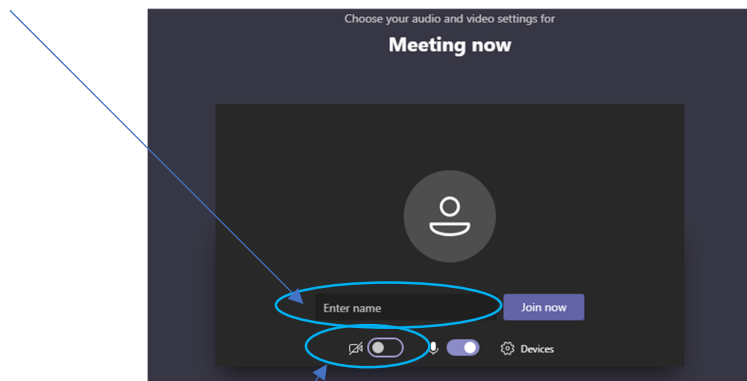 Choose your audio and video settings for
Meeting now
Enter name
Join now
Devices